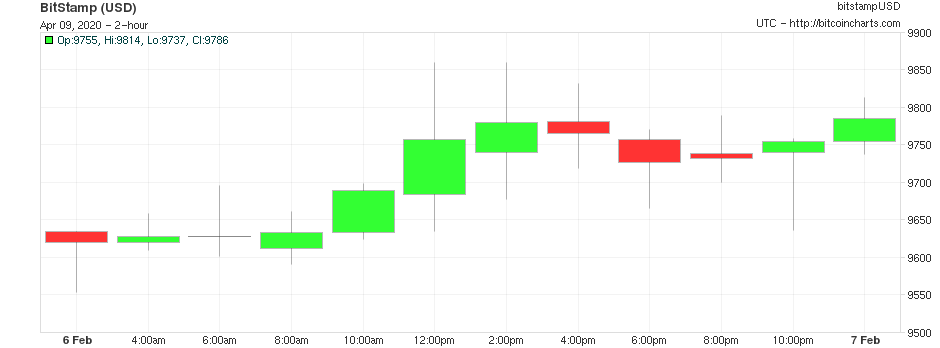 BitStamp (USD)
bitstampUSD
Apr 09, 2020 - 2-hour
UTC - http://bitcoincharts.com
Op:9755, Hi:9814, Lo:9737, Cl:9786
9900
9850
9800
9750
9700
9650
9600
9550
9500
6 Feb 4:00am 6:00am 8:00am 10:00am 12:00pm 2:00pm 4:00pm 6:00pm 8:00pm 10:00pm 7 Feb